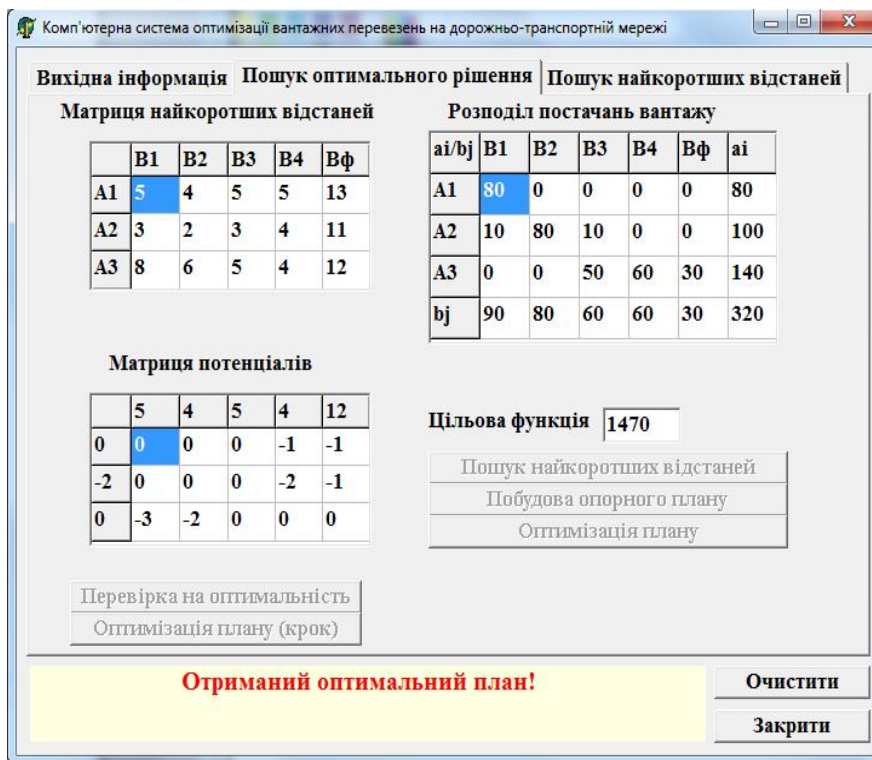 Комп'ютерна система оптимізації вантажних перевезень на дорожньо-транспортній мережі
Вихідна інформація Пошук оптимального рішення Пошук найкоротших відстаней
Матриця найкоротших відстаней
B1 B2 B3 B4 Bф
A1 5 4 5 5 13
A2 3 2 3 4 11
A3 8 6 5 4 12
Розподіл постачань вантажу
ai/bj B1 B2 B3 B4 Bф ai
A1 80 0 0 0 0 80
A2 10 80 10 0 0 100
A3 0 0 50 60 30 140
bj 90 80 60 60 30 320
Матриця потенціалів
5 4 5 4 12
0 0 0 0 -1 -1
-2 0 0 0 -2 -1
0 -3 -2 0 0 0
Цільова функція 1470
Пошук найкоротших відстаней
Побудова опорного плану
Оптимізація плану
Перевірка на оптимальність
Оптимізація плану (крок)
Отриманий оптимальний план!
Очистити
Закрити